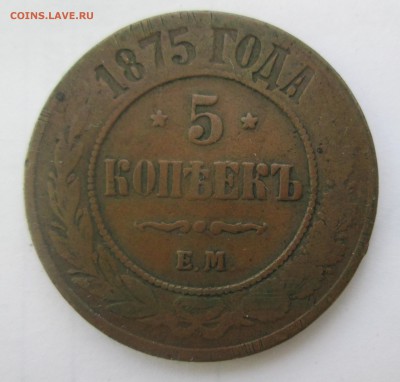 COINS.LAVE.RU
1875 ГОДА
5
КОПѢЕКЪ
Е.М.